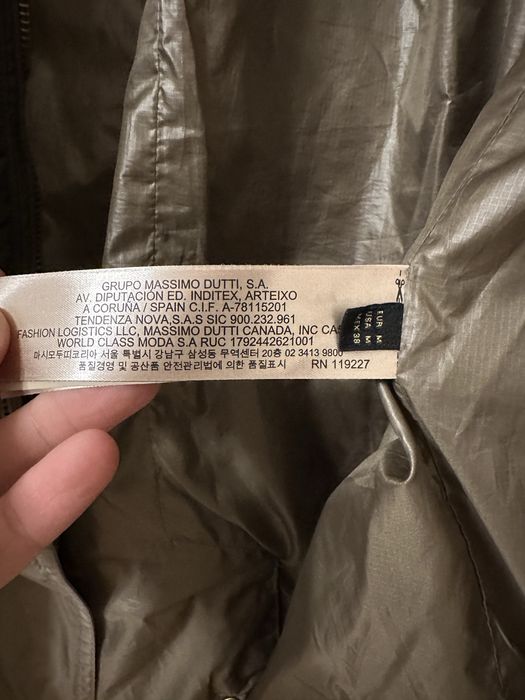 GRUPO MASSIMO DUTTI, S.A.
AV. DIPUTACIÓN ED. INDITEX, ARTEIXO
A CORUÑA / SPAIN C.I.F. A-78115201
TENDENZA NOVA,S.A.S SIC 900.232.961
FASHION LOGISTICS LLC, MASSIMO DUTTI CANADA, INC
WORLD CLASS MODA S.A RUC 1792442621001
마시모두띠코리아 서울 특별시 강남구 삼성동 무역센터 20층 02 3413 9800
품질경영 및 공산품 안전관리법에 의한 품질표시 RN 119227
EUR M
USA M
MEX38